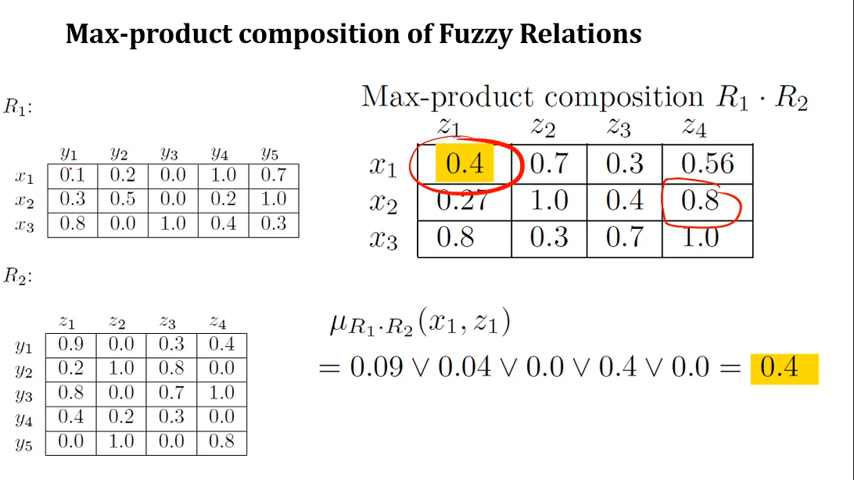 Max-product composition of Fuzzy Relations
R₁:
y₁ y₂ y₃ y₄ y₅
x₁ 0.1 0.2 0.0 1.0 0.7
x₂ 0.3 0.5 0.0 0.2 1.0
x₃ 0.8 0.0 1.0 0.4 0.3
R₂:
z₁ z₂ z₃ z₄
y₁ 0.9 0.0 0.3 0.4
y₂ 0.2 1.0 0.8 0.0
y₃ 0.8 0.0 0.7 1.0
y₄ 0.4 0.2 0.3 0.0
y₅ 0.0 1.0 0.0 0.8
Max-product composition R₁ · R₂
z₁ z₂ z₃ z₄
x₁ 0.4 0.7 0.3 0.56
x₂ 0.27 1.0 0.4 0.8
x₃ 0.8 0.3 0.7 1.0
μ_{R₁·R₂}(x₁, z₁)
= 0.09 ∨ 0.04 ∨ 0.0 ∨ 0.4 ∨ 0.0 = 0.4